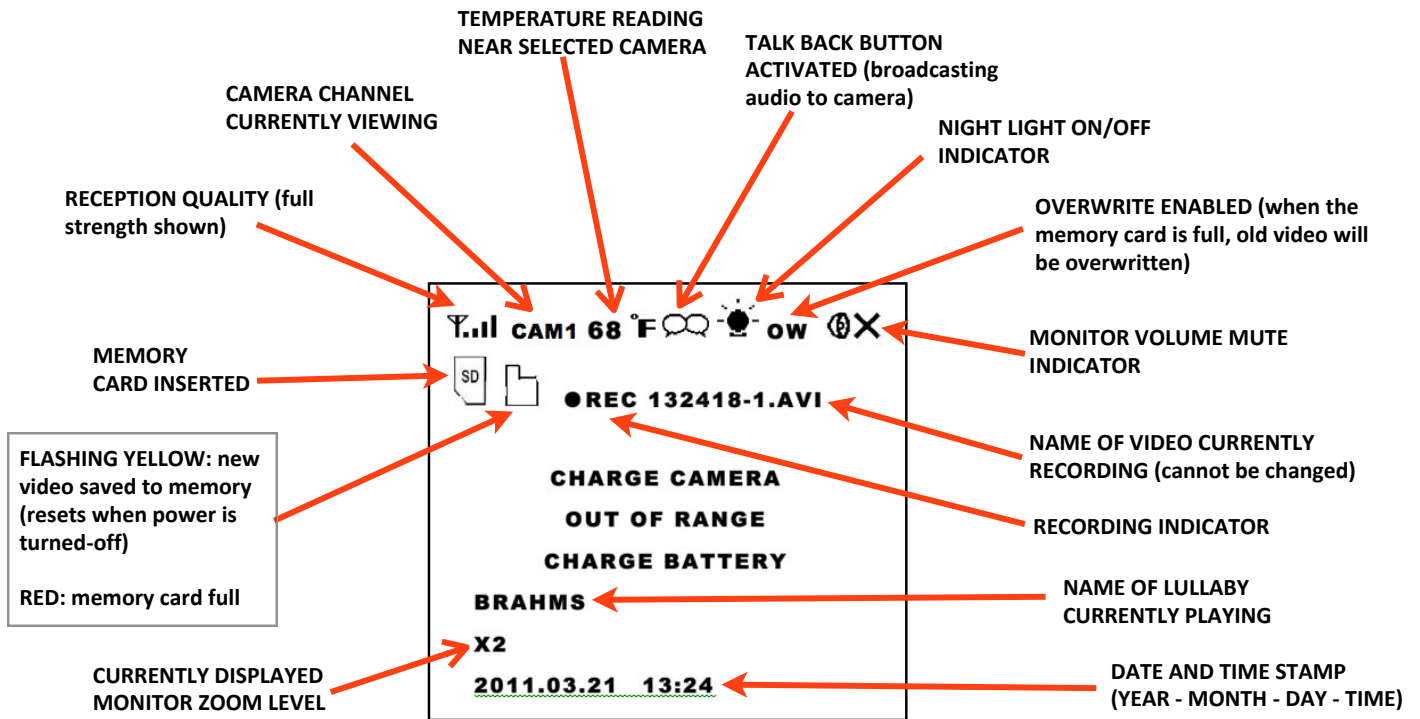 TEMPERATURE READING
NEAR SELECTED CAMERA
TALK BACK BUTTON
ACTIVATED (broadcasting
audio to camera)
CAMERA CHANNEL
CURRENTLY VIEWING
NIGHT LIGHT ON/OFF
INDICATOR
RECEPTION QUALITY (full
strength shown)
OVERWRITE ENABLED (when the
memory card is full, old video will
be overwritten)
CAM1 68 °F OW
MONITOR VOLUME MUTE
INDICATOR
MEMORY
CARD INSERTED
SD
●REC 132418-1.AVI
NAME OF VIDEO CURRENTLY
RECORDING (cannot be changed)
FLASHING YELLOW: new
video saved to memory
(resets when power is
turned-off)
RED: memory card full
CHARGE CAMERA
OUT OF RANGE
CHARGE BATTERY
RECORDING INDICATOR
BRAHMS
NAME OF LULLABY
CURRENTLY PLAYING
X2
CURRENTLY DISPLAYED
MONITOR ZOOM LEVEL
2011.03.21 13:24
DATE AND TIME STAMP
(YEAR - MONTH - DAY - TIME)